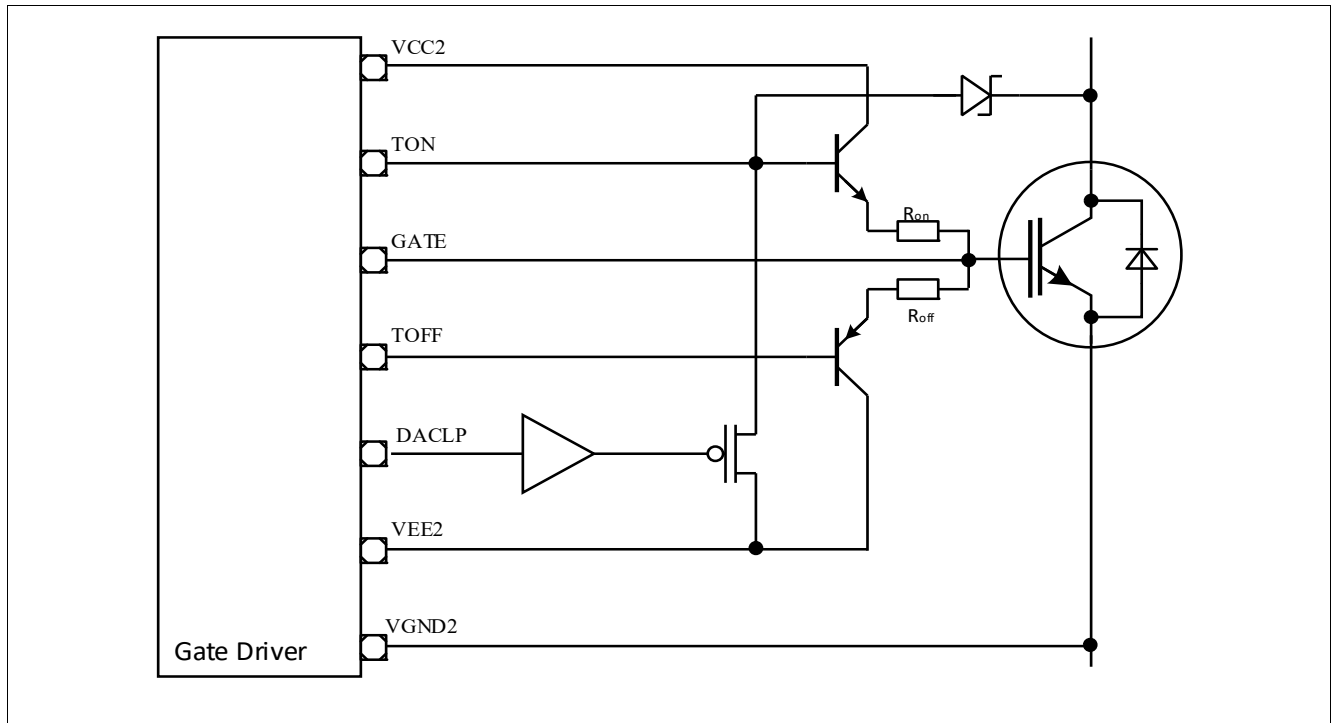 VCC2
TON
Ron
GATE
TOFF
Roff
DACLP
VEE2
VGND2
Gate Driver